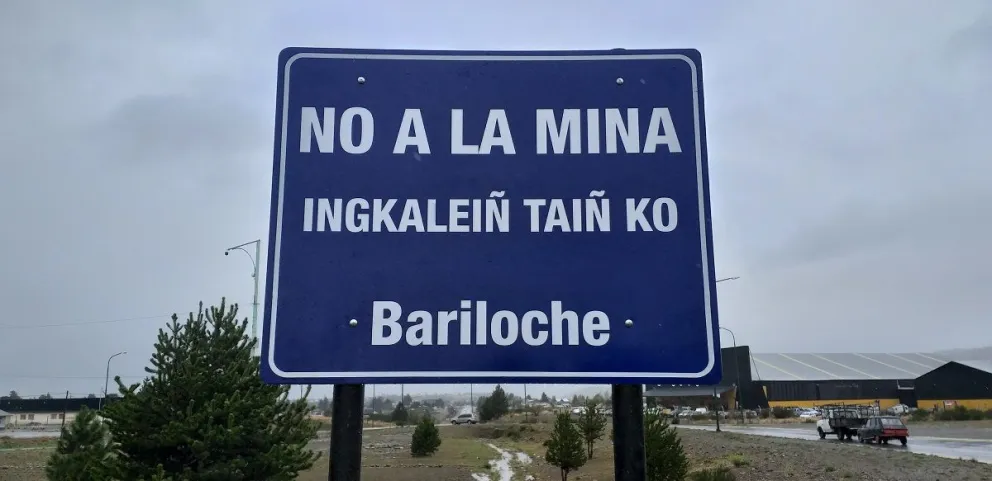 NO A LA MINA
INGKALEIÑ TAIÑ KO
Bariloche